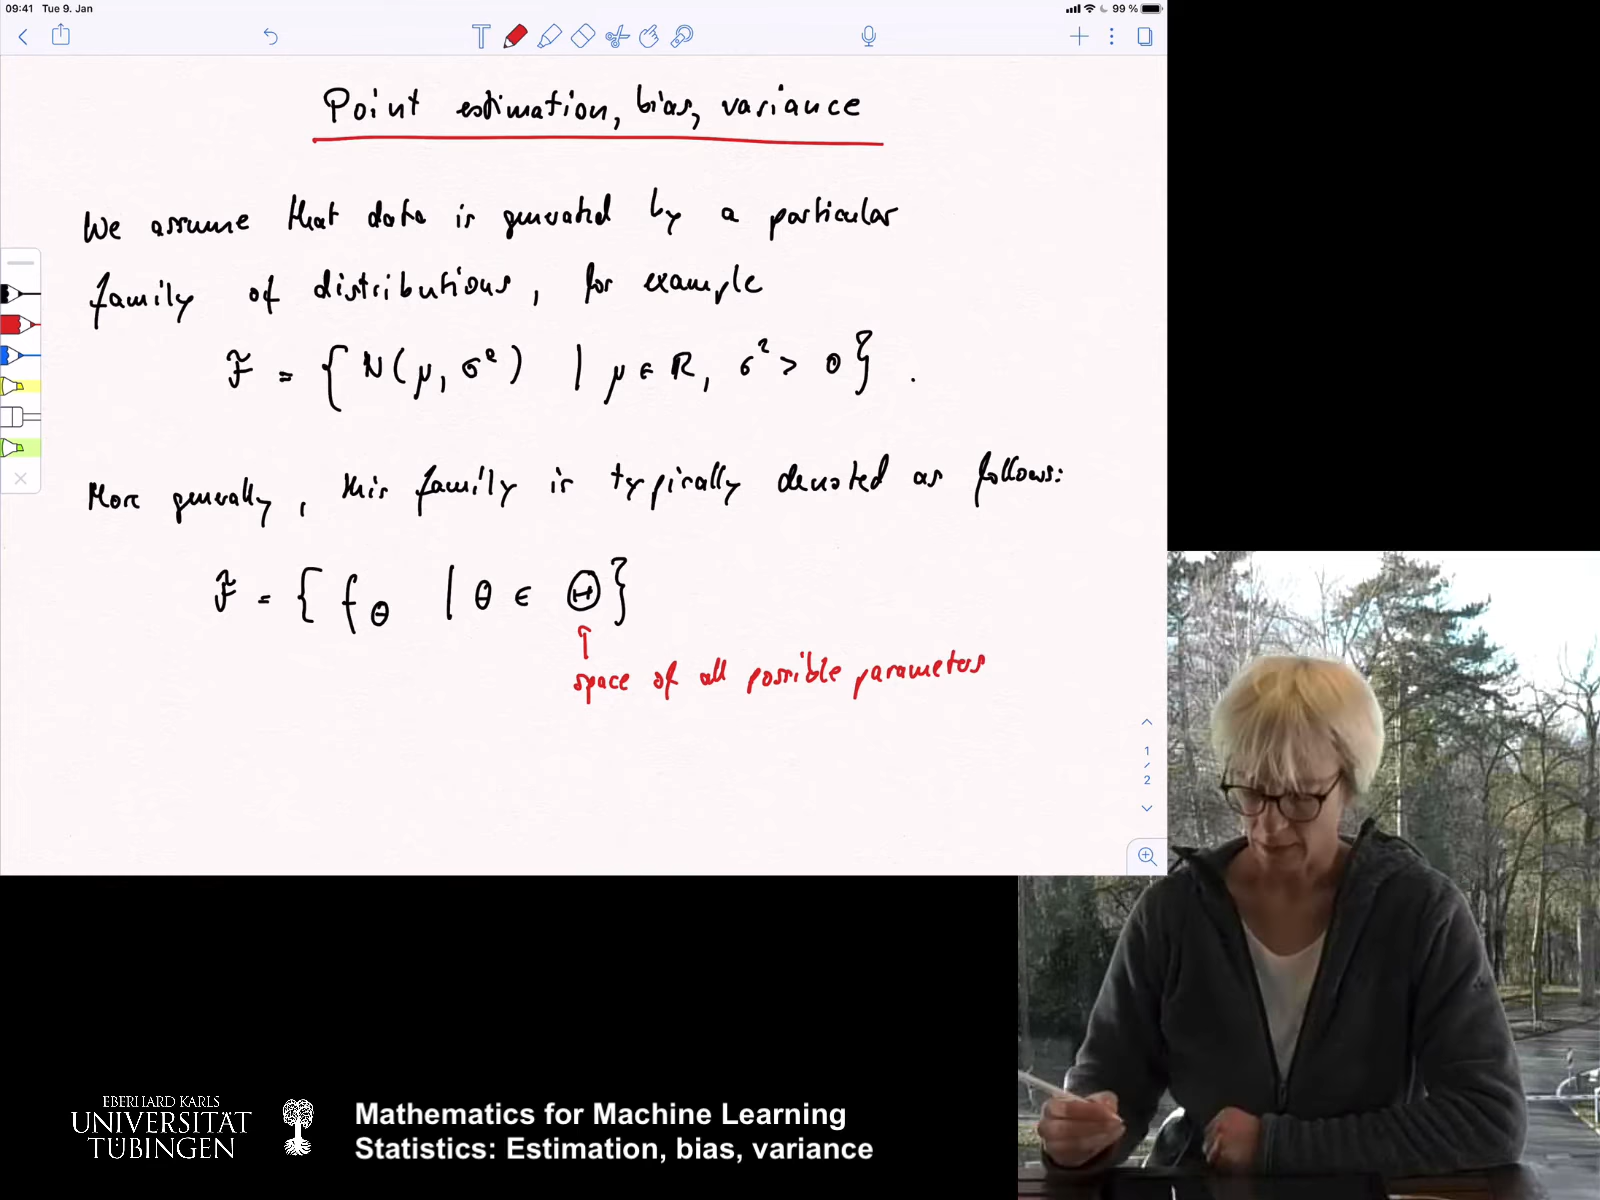 09:41 Tue 9. Jan
99 %
Point estimation, bias, variance
We assume that data is generated by a particular
family of distributions, for example
ℱ = { N(μ, σ²) | μ ∈ ℝ, σ² > 0 } .
More generally, this family is typically denoted as follows:
ℱ = { f_θ | θ ∈ Θ }
↑
space of all possible parameters
1
/
2
EBERHARD KARLS
UNIVERSITÄT
TÜBINGEN
Mathematics for Machine Learning
Statistics: Estimation, bias, variance